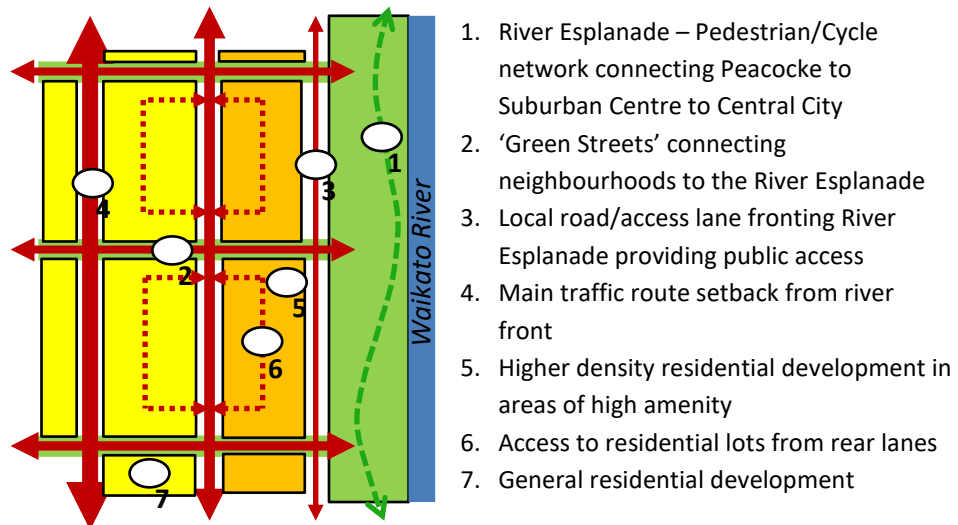 1
2
3
4
5
6
7
Waikato River
1. River Esplanade – Pedestrian/Cycle
network connecting Peacocke to
Suburban Centre to Central City
2. ‘Green Streets’ connecting
neighbourhoods to the River Esplanade
3. Local road/access lane fronting River
Esplanade providing public access
4. Main traffic route setback from river
front
5. Higher density residential development in
areas of high amenity
6. Access to residential lots from rear lanes
7. General residential development